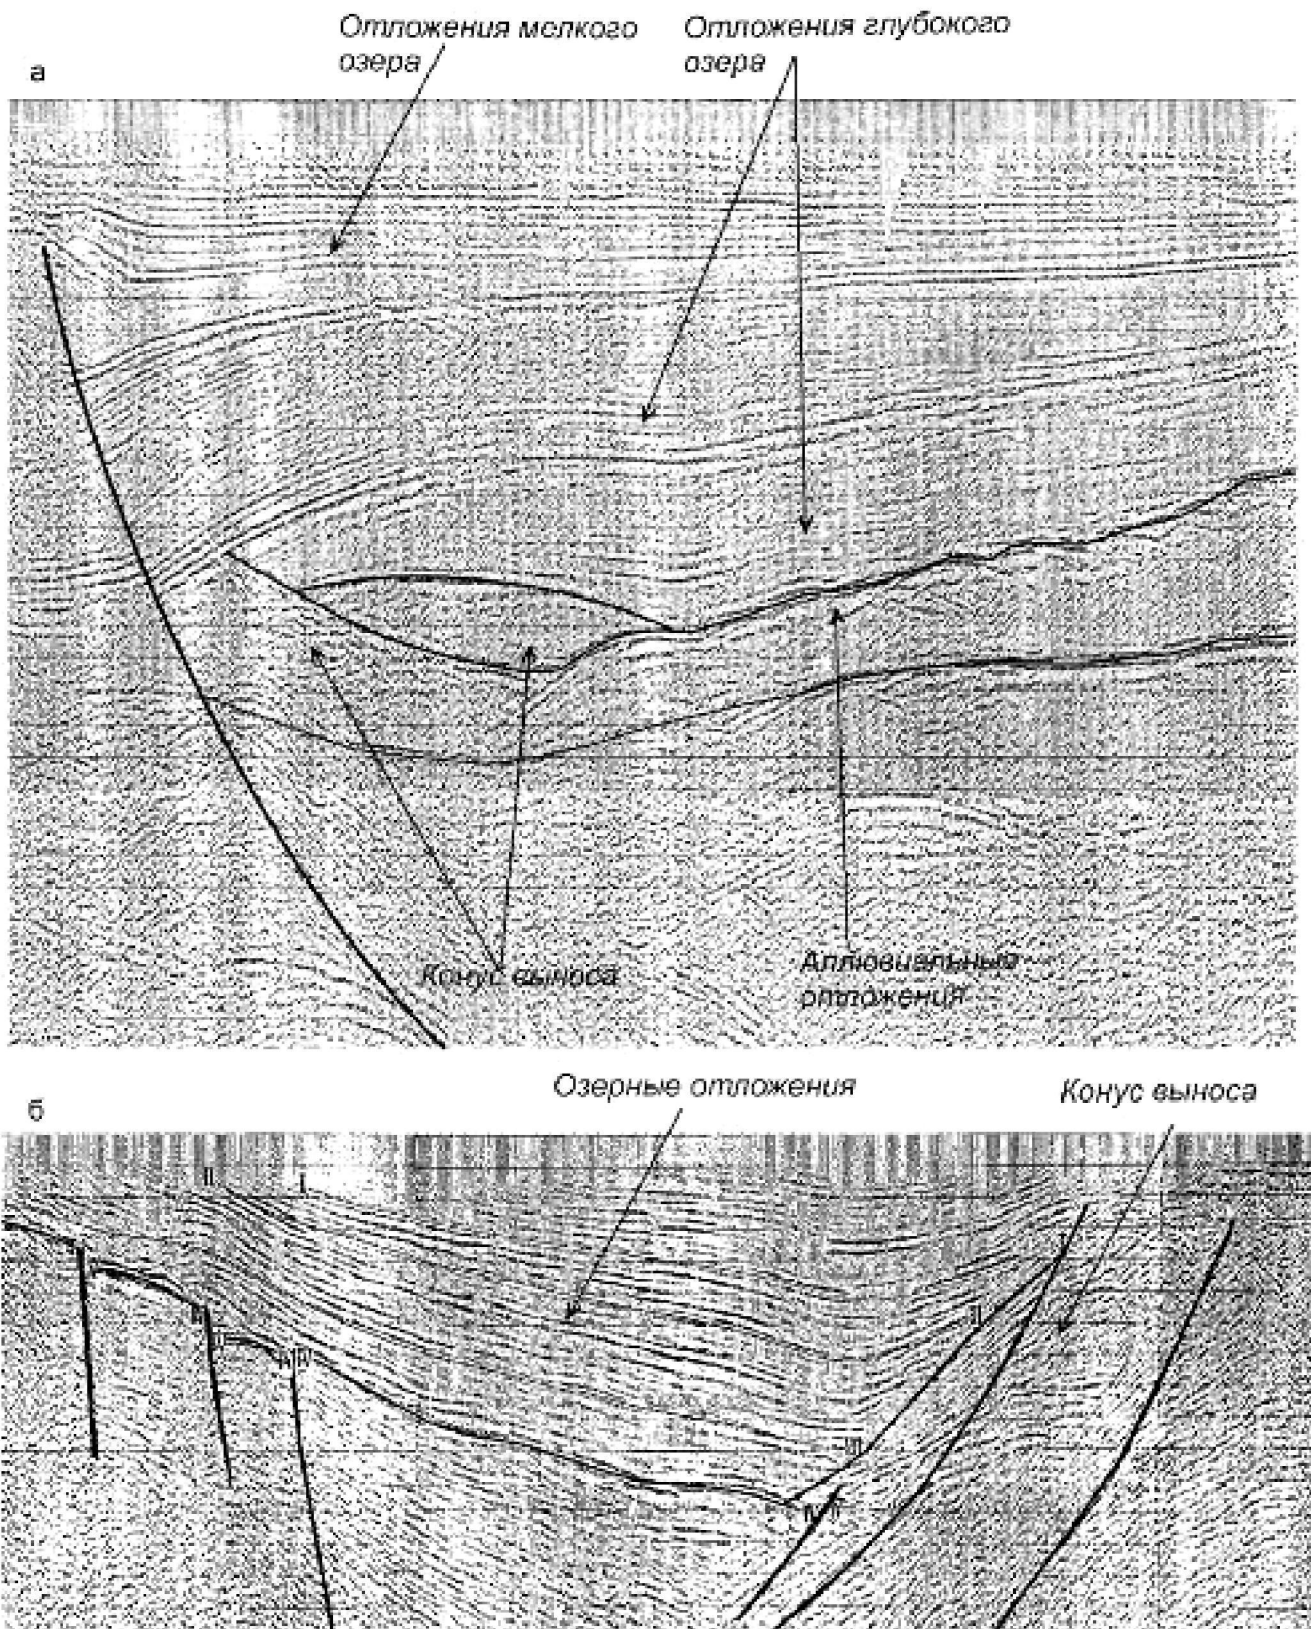 Отложения мелкого
озера
Отложения глубокого
озера
а
Конус выноса
Аллювиальные
отложения
Озерные отложения
Конус выноса
б